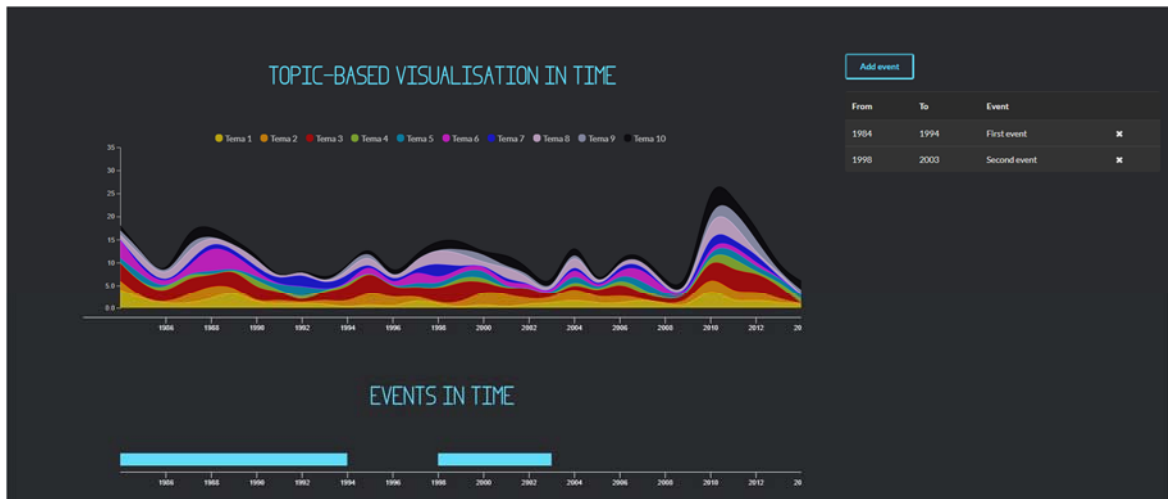 TOPIC-BASED VISUALISATION IN TIME
Tema 1 Tema 2 Tema 3 Tema 4 Tema 5 Tema 6 Tema 7 Tema 8 Tema 9 Tema 10
35
30
25
20
15
10
5.0
0.0
1986 1988 1990 1992 1994 1996 1998 2000 2002 2004 2006 2008 2010 2012 20
EVENTS IN TIME
1986 1988 1990 1992 1994 1996 1998 2000 2002 2004 2006 2008 2010 2012 20
Add event
From To Event
1984 1994 First event ✖
1998 2003 Second event ✖